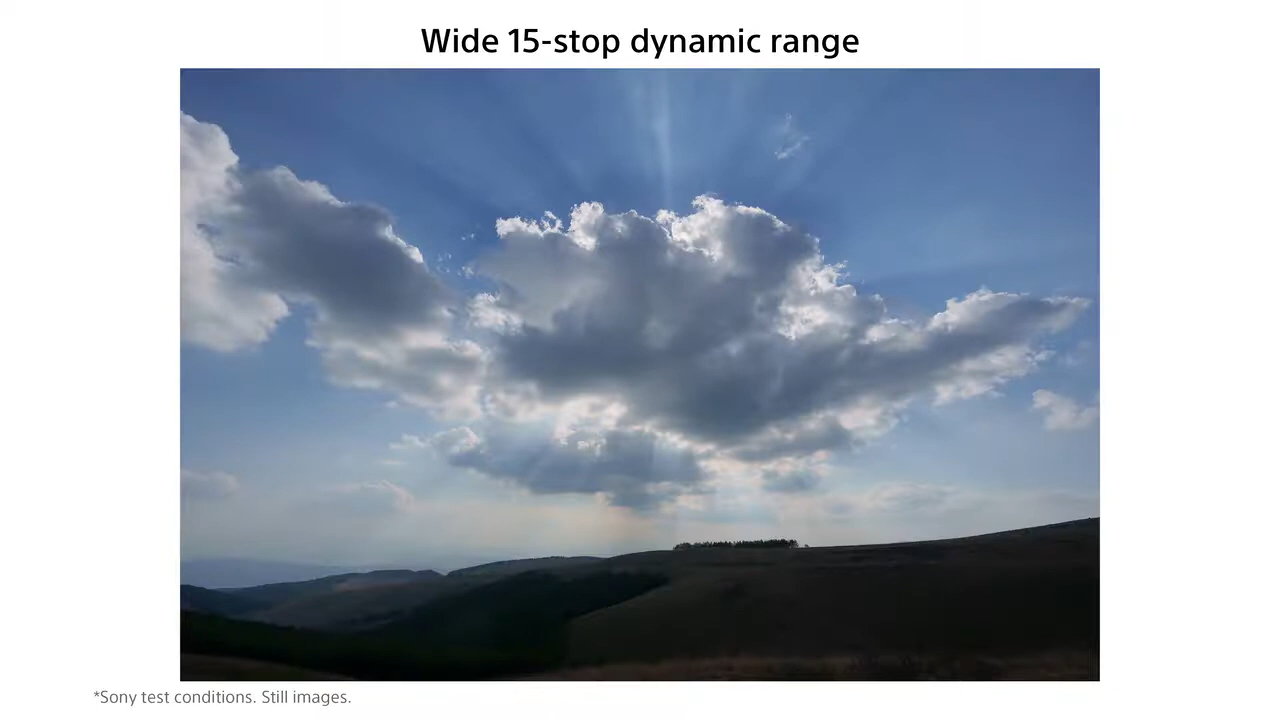 Wide 15-stop dynamic range
*Sony test conditions. Still images.